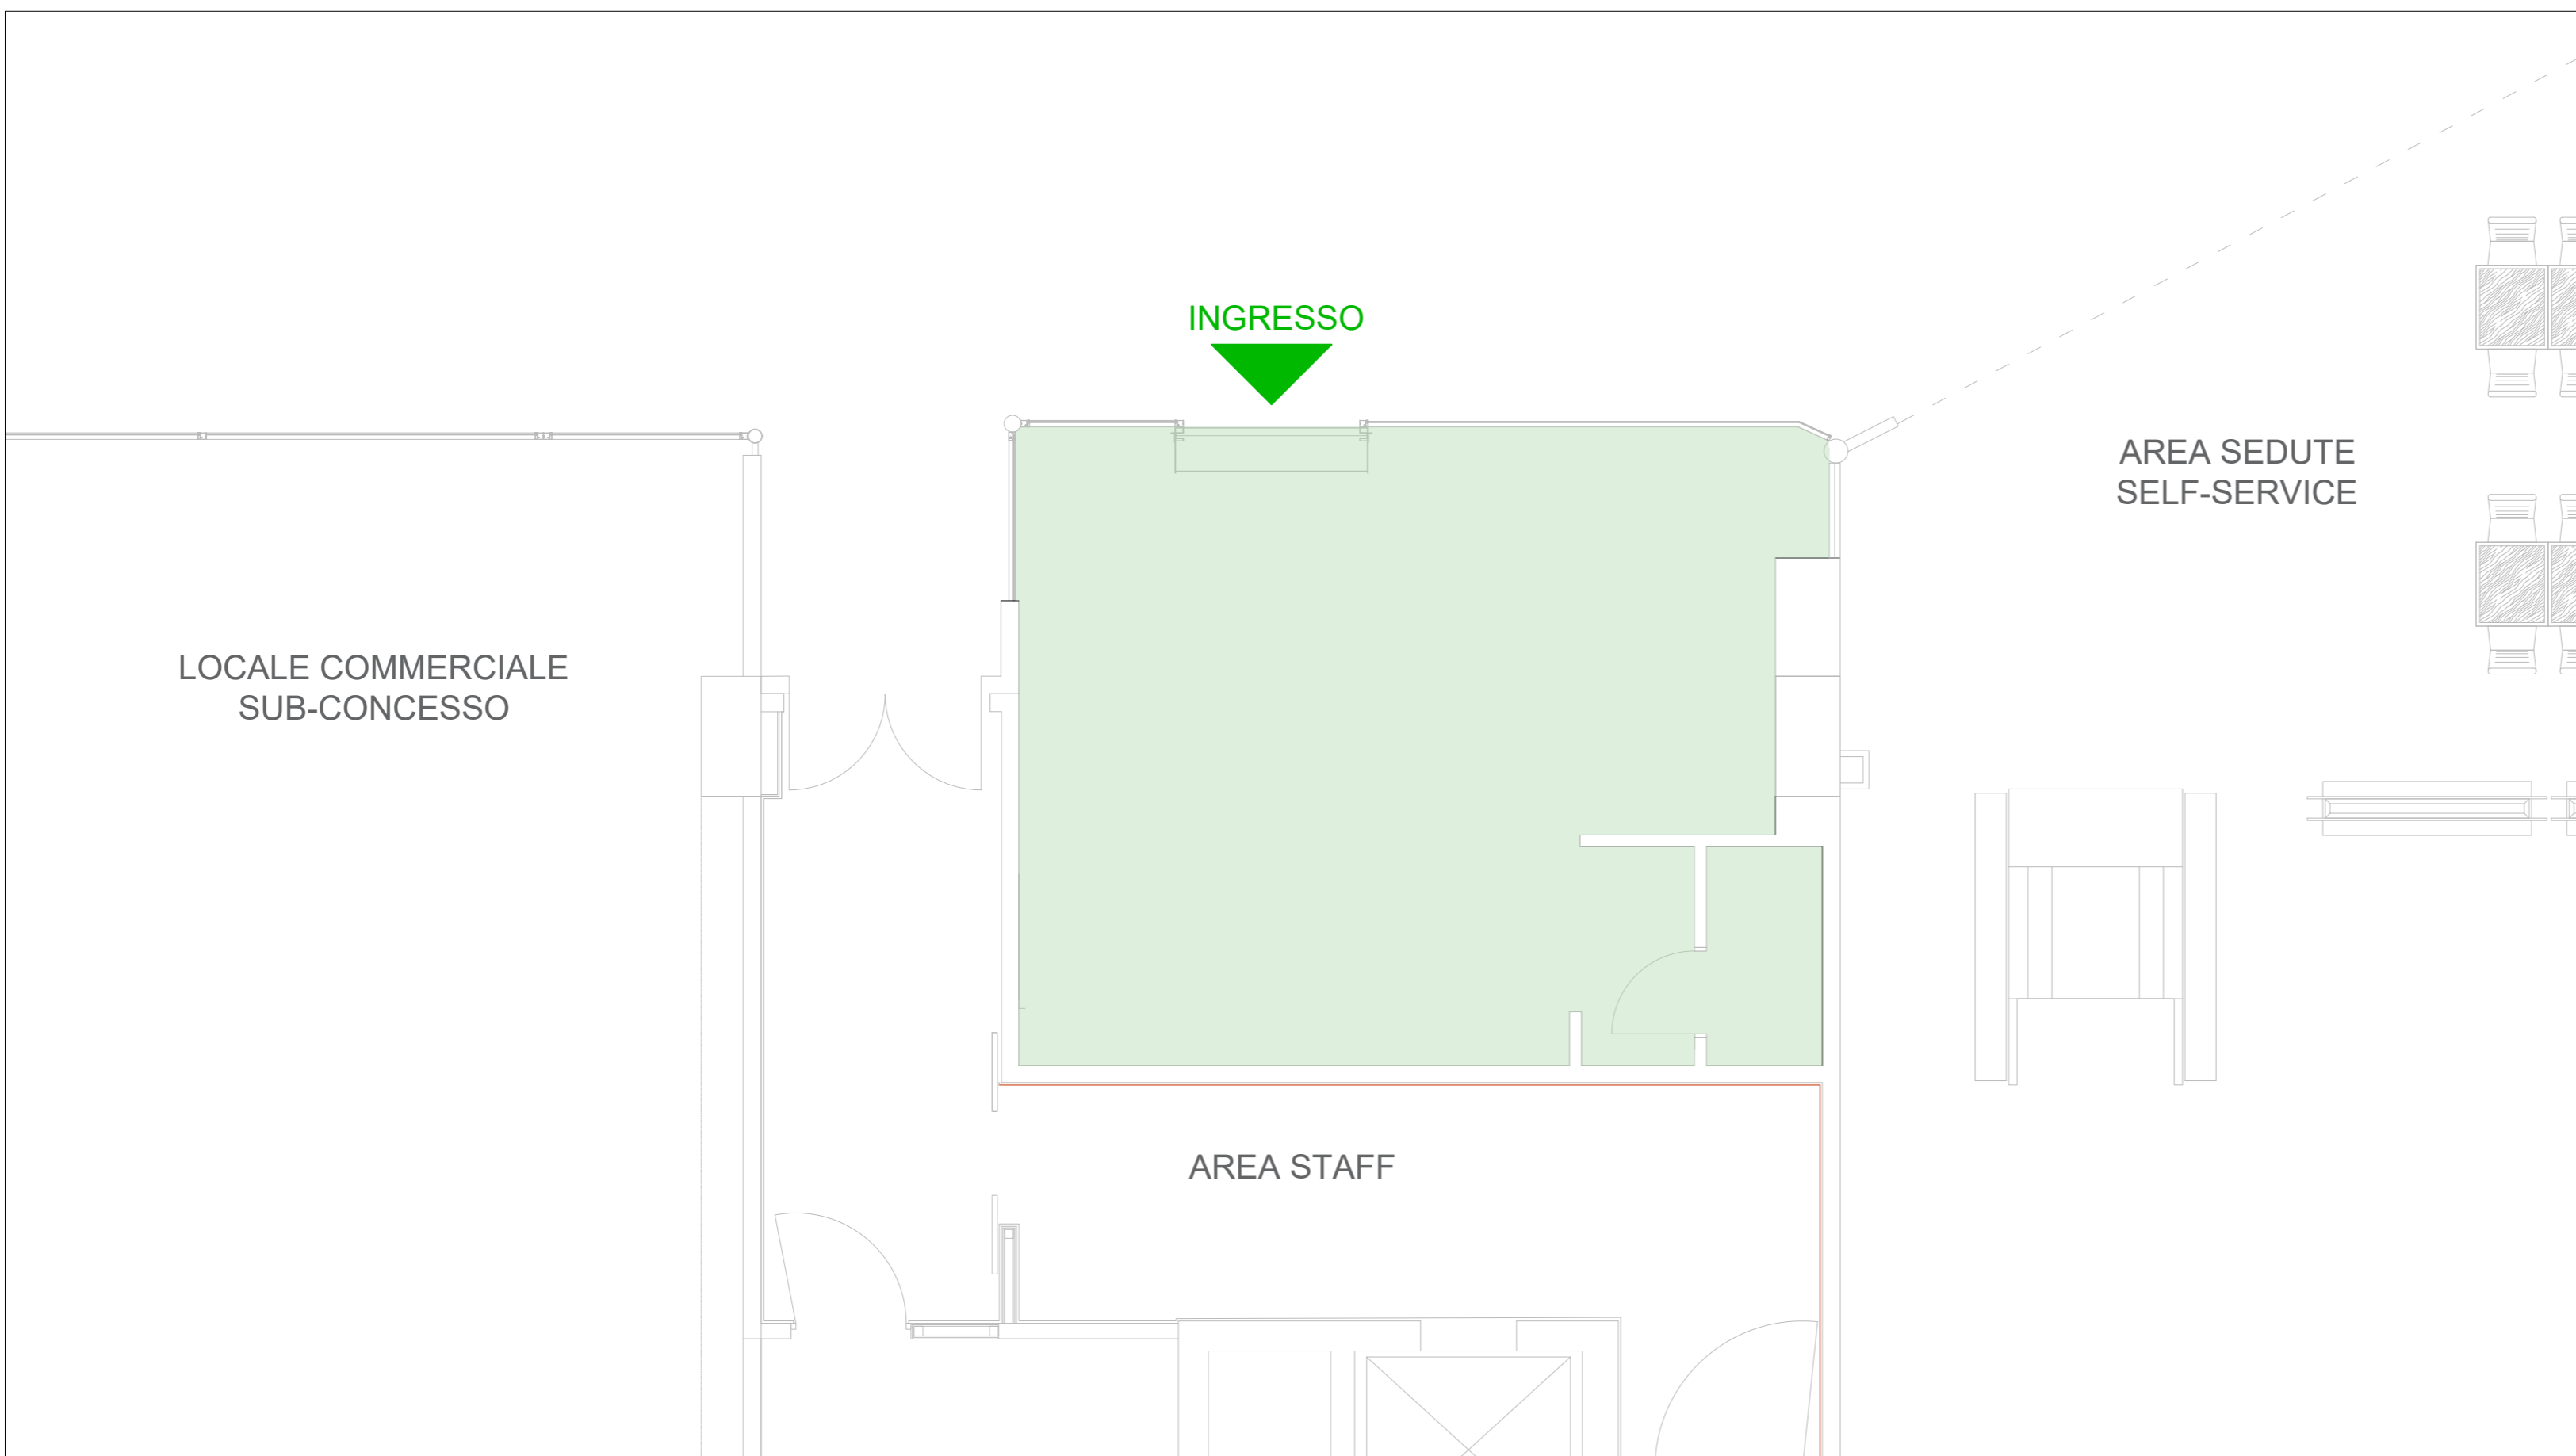 INGRESSO
AREA SEDUTE
SELF-SERVICE
LOCALE COMMERCIALE
SUB-CONCESSO
AREA STAFF